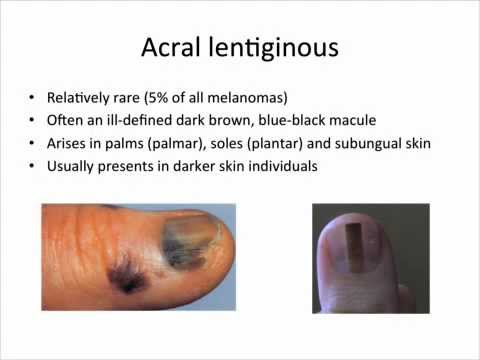 Acral lentiginous
• Relatively rare (5% of all melanomas)
• Often an ill-defined dark brown, blue-black macule
• Arises in palms (palmar), soles (plantar) and subungual skin
• Usually presents in darker skin individuals